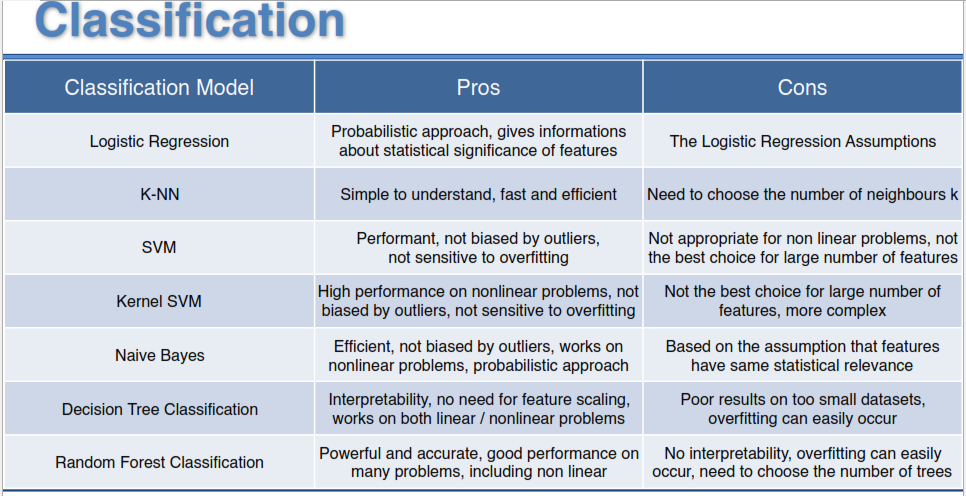 Classification
Classification Model
Pros
Cons
Logistic Regression
Probabilistic approach, gives informations
about statistical significance of features
The Logistic Regression Assumptions
K-NN
Simple to understand, fast and efficient
Need to choose the number of neighbours k
SVM
Performant, not biased by outliers,
not sensitive to overfitting
Not appropriate for non linear problems, not
the best choice for large number of features
Kernel SVM
High performance on nonlinear problems, not
biased by outliers, not sensitive to overfitting
Not the best choice for large number of
features, more complex
Naive Bayes
Efficient, not biased by outliers, works on
nonlinear problems, probabilistic approach
Based on the assumption that features
have same statistical relevance
Decision Tree Classification
Interpretability, no need for feature scaling,
works on both linear / nonlinear problems
Poor results on too small datasets,
overfitting can easily occur
Random Forest Classification
Powerful and accurate, good performance on
many problems, including non linear
No interpretability, overfitting can easily
occur, need to choose the number of trees